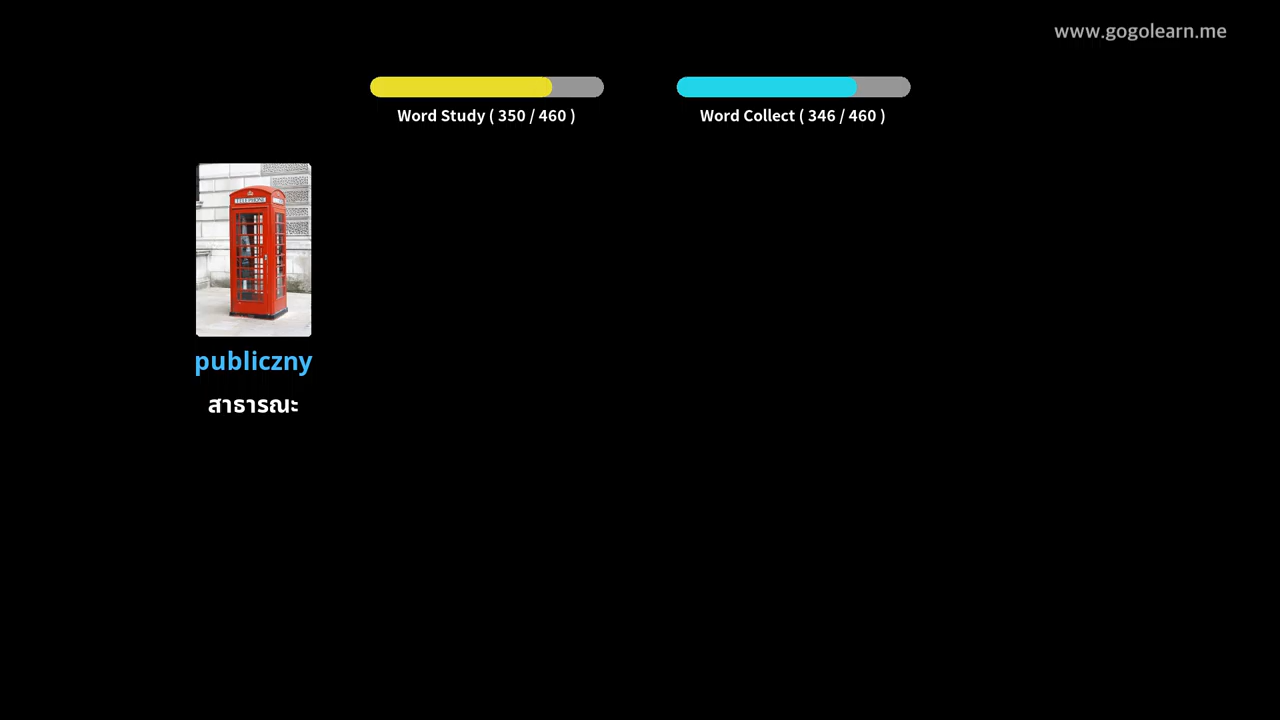 www.gogolearn.me
Word Study ( 350 / 460 )
Word Collect ( 346 / 460 )
TELEPHONE
publiczny
สาธารณะ